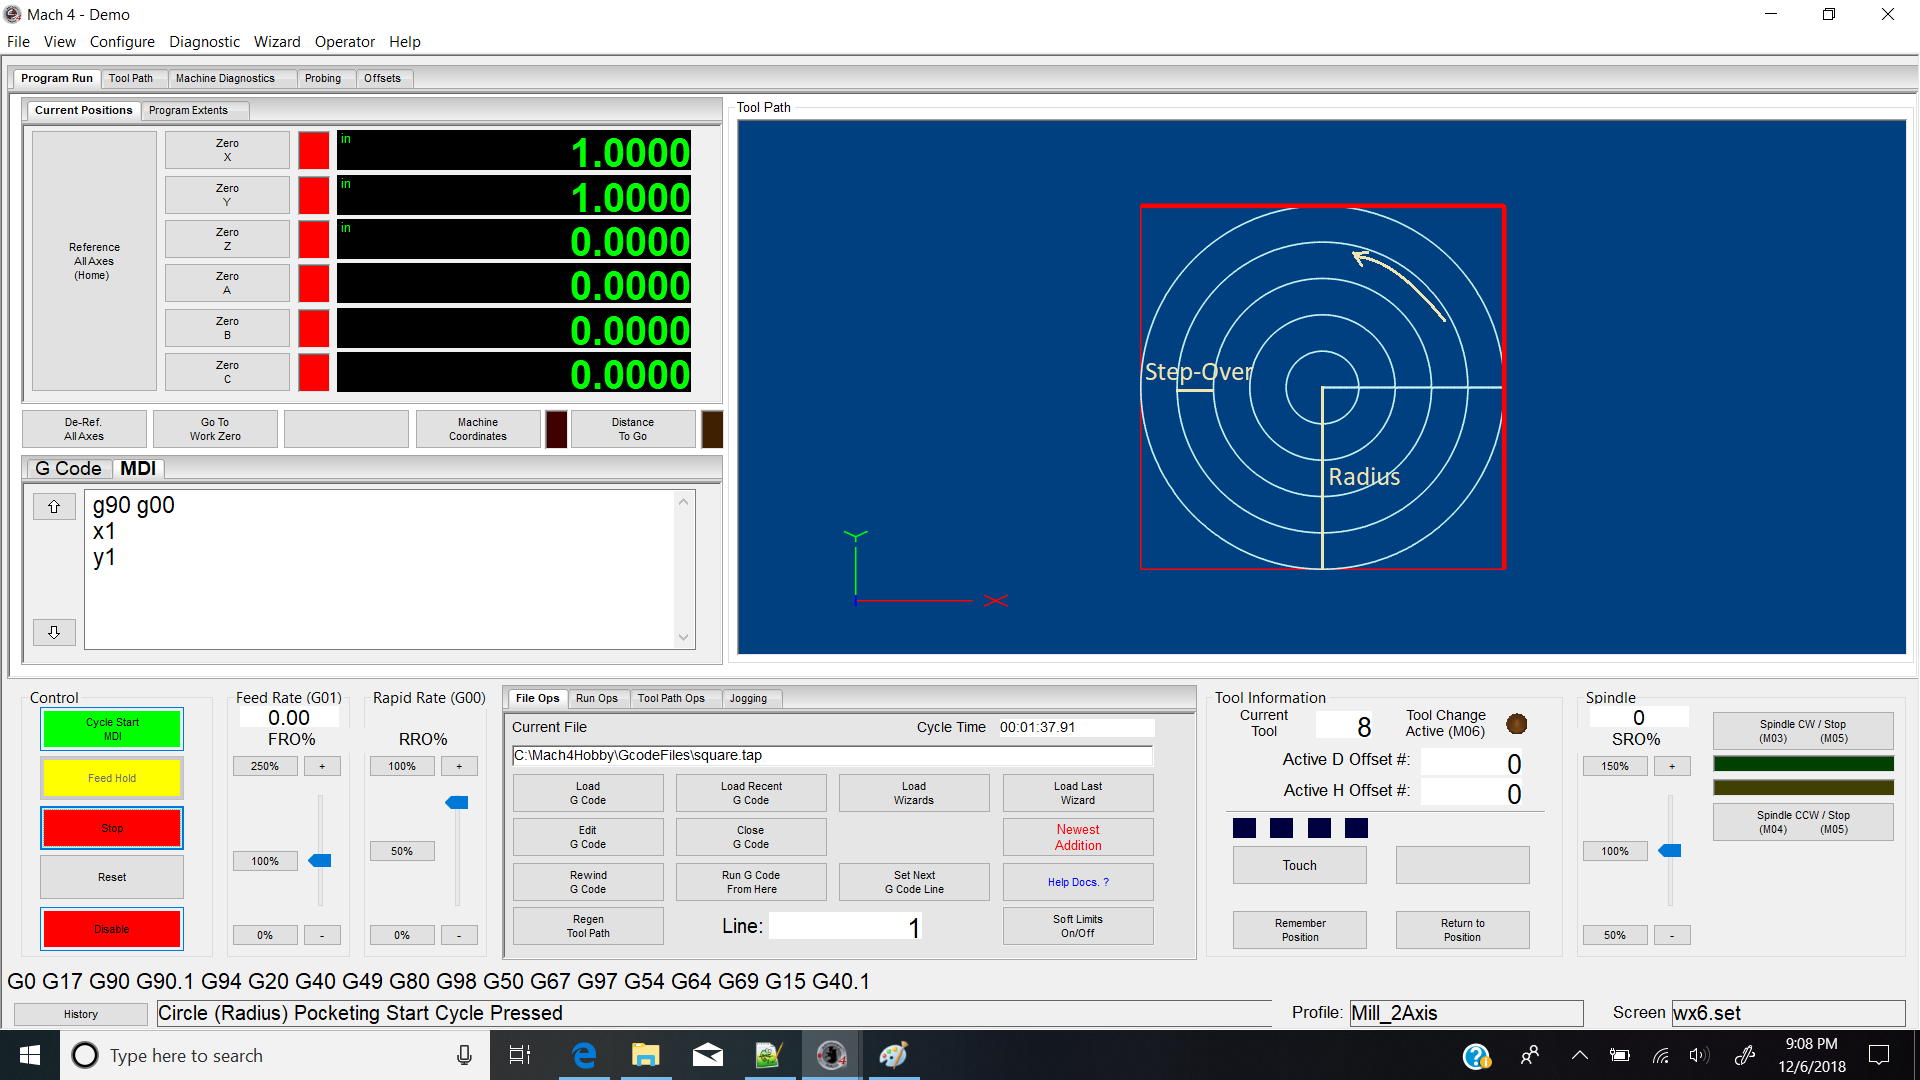 Mach 4 - Demo
File View Configure Diagnostic Wizard Operator Help
Program Run Tool Path Machine Diagnostics Probing Offsets
Current Positions Program Extents
Reference
All Axes
(Home)
Zero
X
in
1.0000
Zero
Y
in
1.0000
Zero
Z
in
0.0000
Zero
A
0.0000
Zero
B
0.0000
Zero
C
0.0000
De-Ref.
All Axes
Go To
Work Zero
Machine
Coordinates
Distance
To Go
G Code MDI
g90 g00
x1
y1
Tool Path
Step-Over
Radius
Y
X
Control
Cycle Start
MDI
Feed Hold
Stop
Reset
Disable
Feed Rate (G01)
0.00
FRO%
250% +
100%
0% -
Rapid Rate (G00)
RRO%
100% +
50%
0% -
File Ops Run Ops Tool Path Ops Jogging
Current File
Cycle Time 00:01:37.91
C:\Mach4Hobby\GcodeFiles\square.tap
Load
G Code
Load Recent
G Code
Load
Wizards
Load Last
Wizard
Edit
G Code
Close
G Code
Newest
Addition
Rewind
G Code
Run G Code
From Here
Set Next
G Code Line
Help Docs. ?
Regen
Tool Path
Line: 1
Soft Limits
On/Off
Tool Information
Current
Tool
8
Tool Change
Active (M06)
Active D Offset #: 0
Active H Offset #: 0
Touch
Remember
Position
Return to
Position
Spindle
0
SRO%
150% +
100%
50% -
Spindle CW / Stop
(M03) (M05)
Spindle CCW / Stop
(M04) (M05)
G0 G17 G90 G90.1 G94 G20 G40 G49 G80 G98 G50 G67 G97 G54 G64 G69 G15 G40.1
History
Circle (Radius) Pocketing Start Cycle Pressed
Profile: Mill_2Axis
Screen wx6.set
Type here to search
9:08 PM
12/6/2018